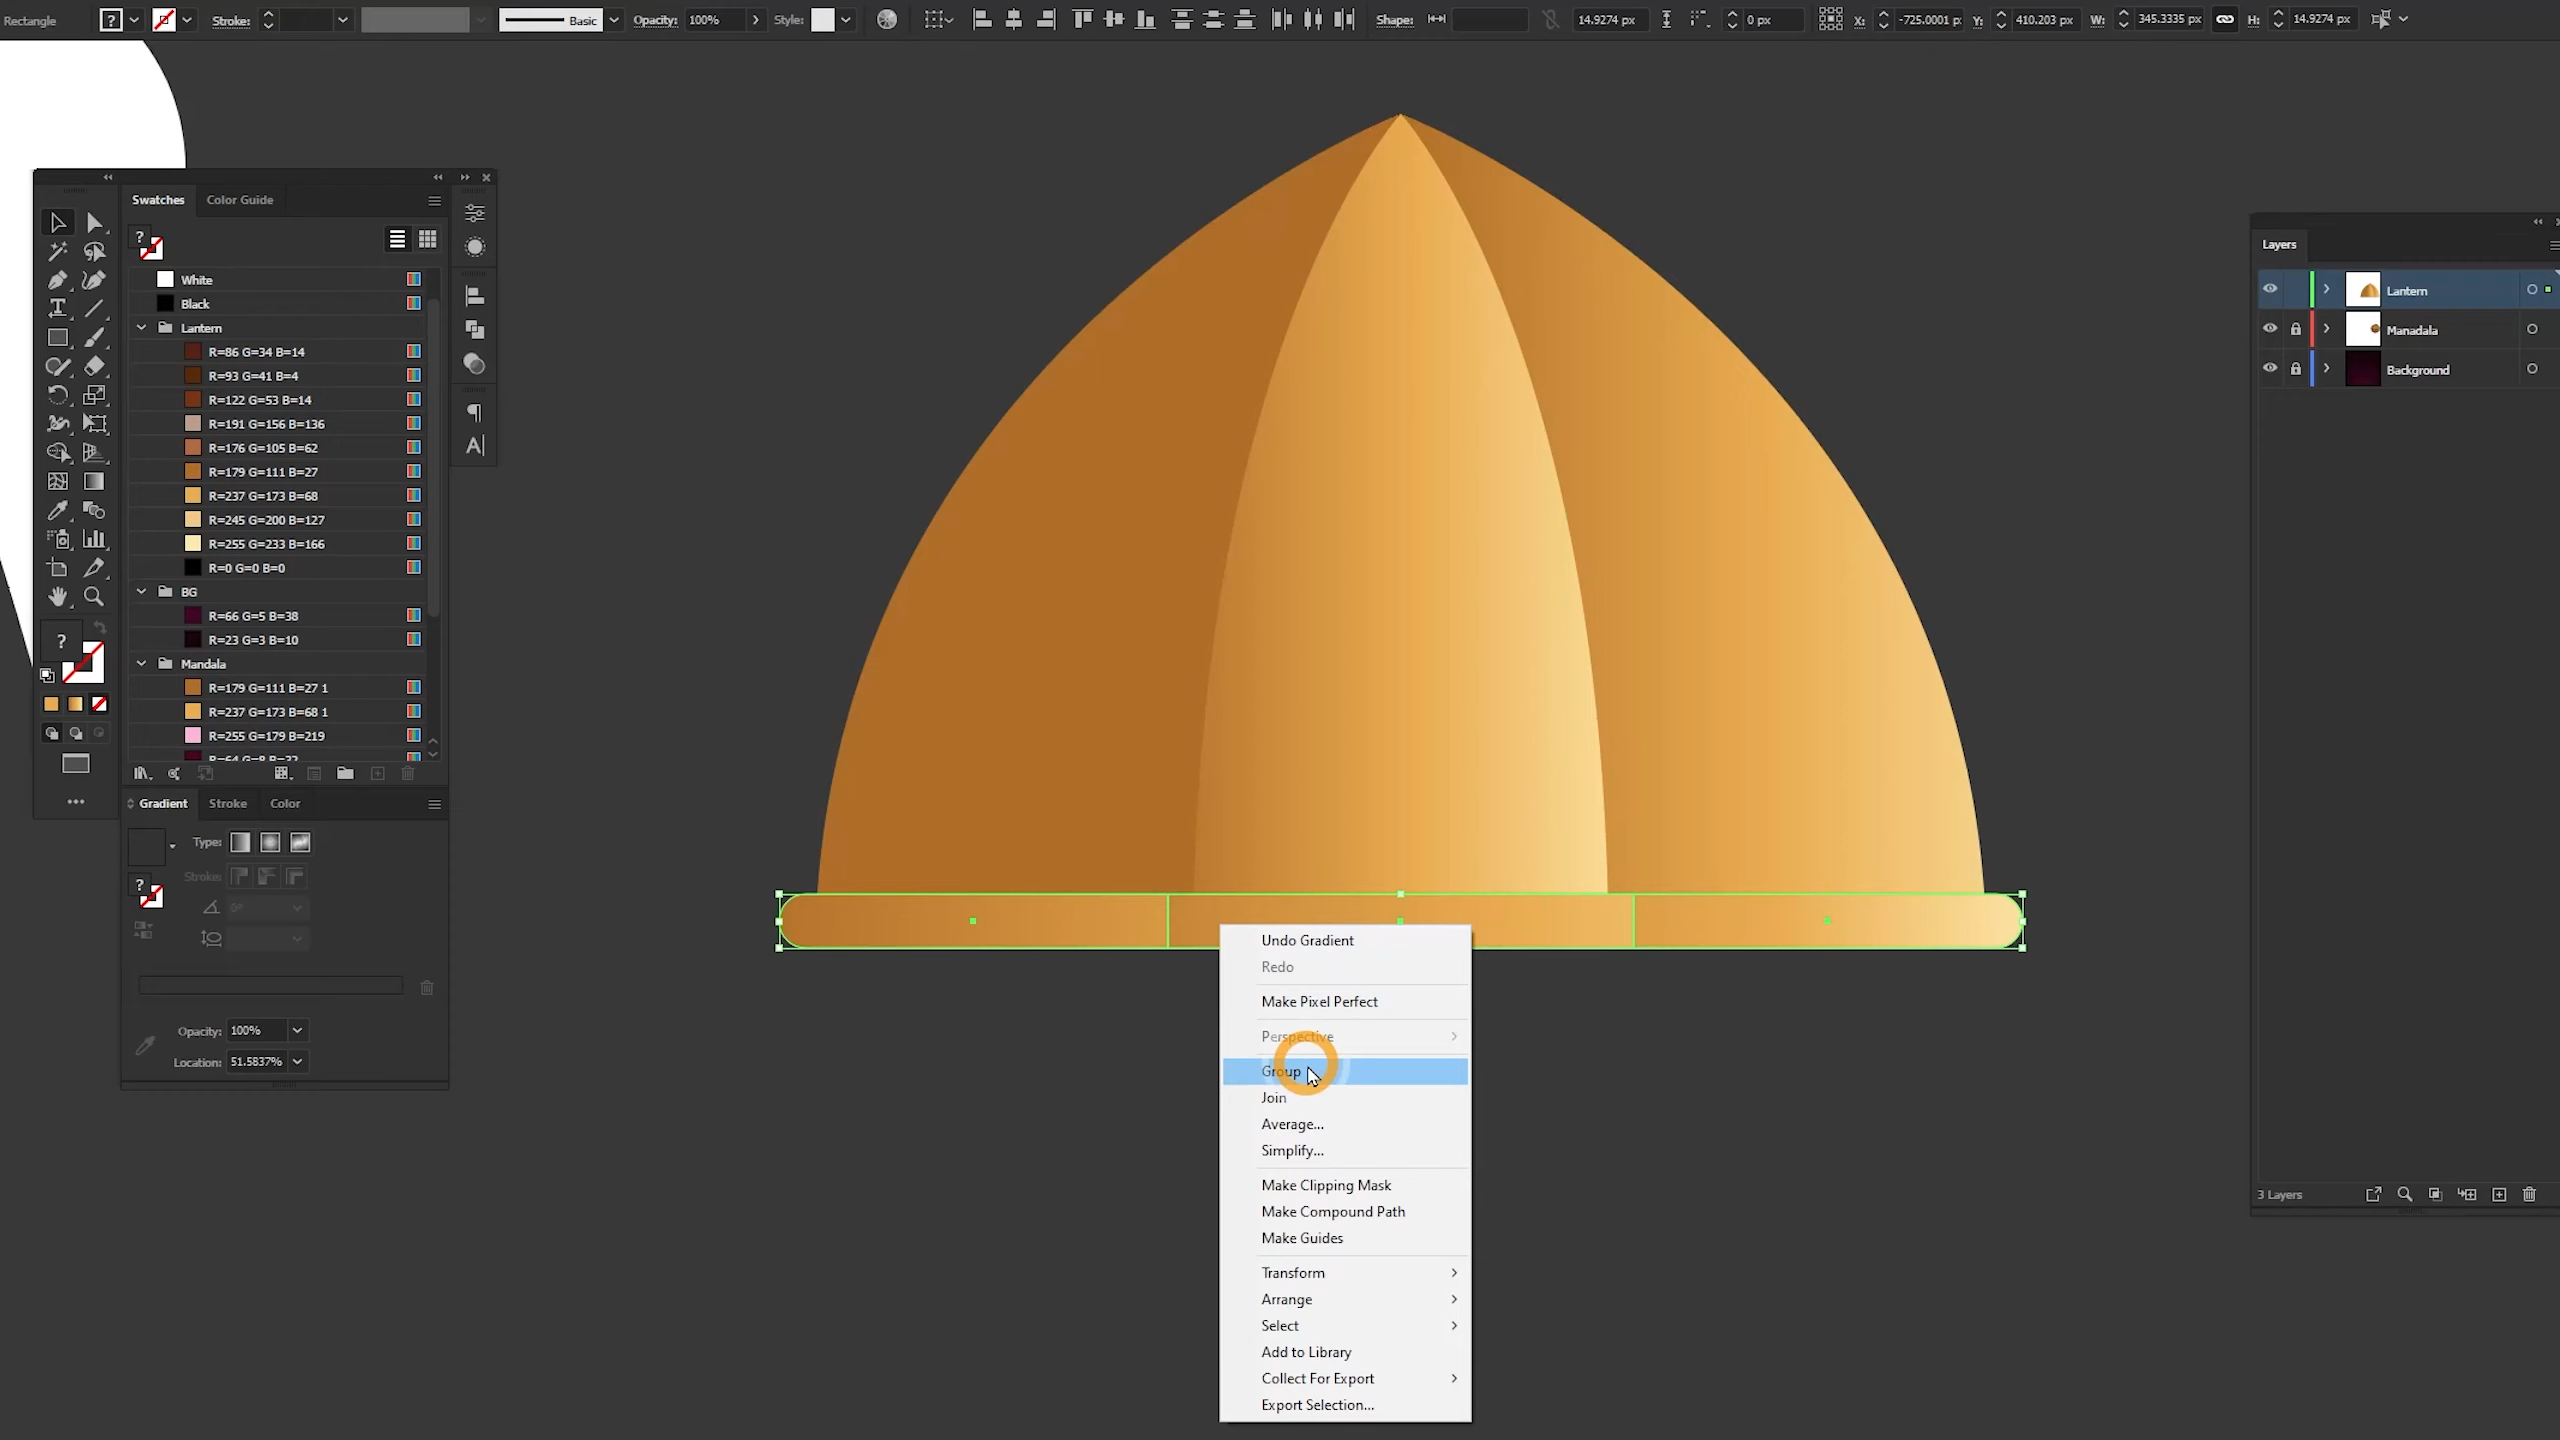 Rectangle ? Stroke: Basic Opacity: 100% Style: Shape: 14.9274 px 0 px X: -725.0001 p Y: 410.203 px W: 345.3335 px H: 14.9274 px
Swatches Color Guide
?
White
Black
Lantern
R=86 G=34 B=14
R=93 G=41 B=4
R=122 G=53 B=14
R=191 G=156 B=136
R=176 G=105 B=62
R=179 G=111 B=27
R=237 G=173 B=68
R=245 G=200 B=127
R=255 G=233 B=166
R=0 G=0 B=0
BG
R=66 G=5 B=38
R=23 G=3 B=10
Mandala
R=179 G=111 B=27 1
R=237 G=173 B=68 1
R=255 G=179 B=219
R=64 G=8 B=32
?
Gradient Stroke Color
Type:
Stroke:
?
0°
Opacity: 100%
Location: 51.5837%
Undo Gradient
Redo
Make Pixel Perfect
Perspective
Group
Join
Average...
Simplify...
Make Clipping Mask
Make Compound Path
Make Guides
Transform
Arrange
Select
Add to Library
Collect For Export
Export Selection...
Layers
Lantern
Manadala
Background
3 Layers